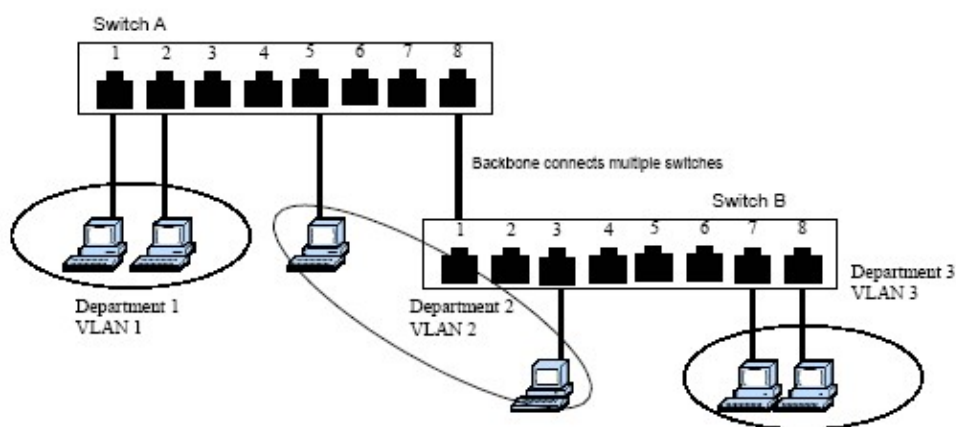 Switch A
1 2 3 4 5 6 7 8
Backbone connects multiple switches
Switch B
1 2 3 4 5 6 7 8
Department 1
VLAN 1
Department 2
VLAN 2
Department 3
VLAN 3